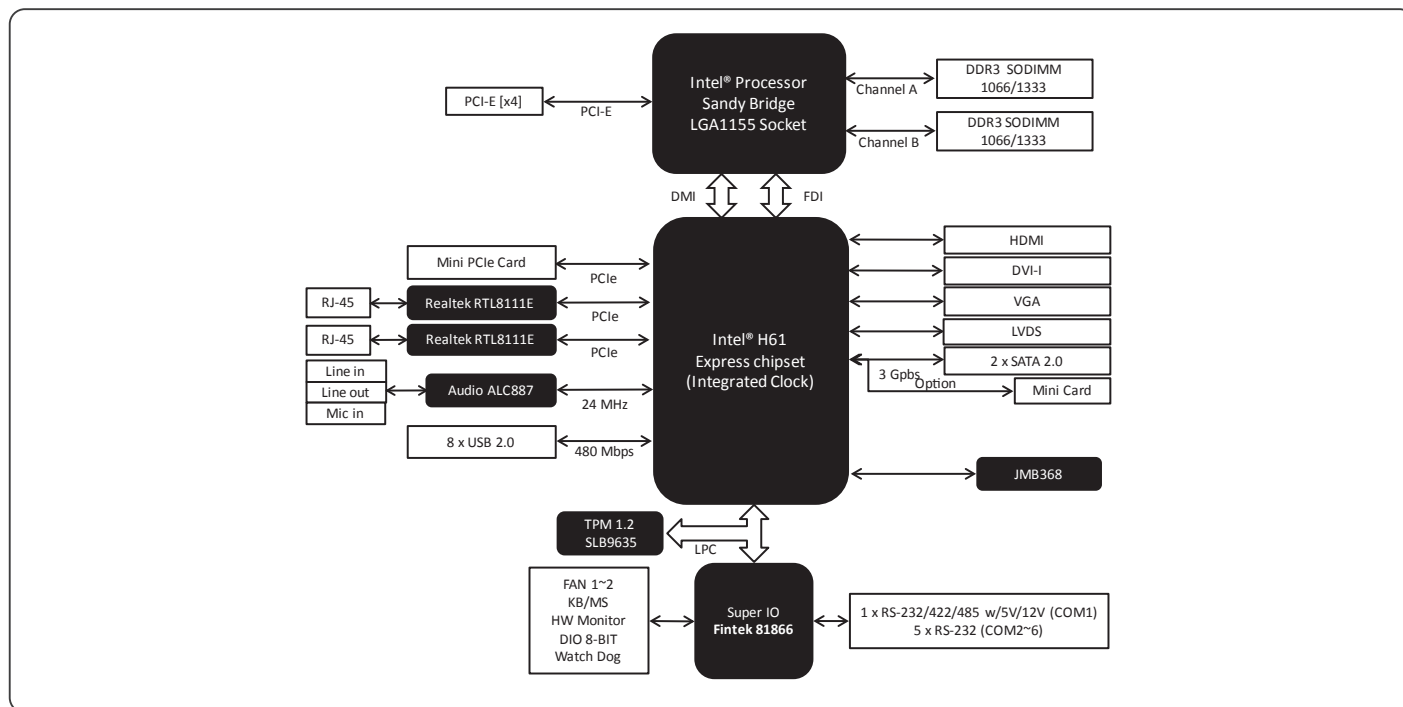 Intel® Processor
Sandy Bridge
LGA1155 Socket
PCI-E [x4]
PCI-E
Channel A
DDR3 SODIMM
1066/1333
Channel B
DDR3 SODIMM
1066/1333
DMI
FDI
Intel® H61
Express chipset
(Integrated Clock)
Mini PCIe Card
PCIe
RJ-45
Realtek RTL8111E
PCIe
RJ-45
Realtek RTL8111E
PCIe
Line in
Line out
Mic in
Audio ALC887
24 MHz
8 x USB 2.0
480 Mbps
HDMI
DVI-I
VGA
LVDS
2 x SATA 2.0
3 Gpbs
Option
Mini Card
JMB368
TPM 1.2
SLB9635
LPC
FAN 1~2
KB/MS
HW Monitor
DIO 8-BIT
Watch Dog
Super IO
Fintek 81866
1 x RS-232/422/485 w/5V/12V (COM1)
5 x RS-232 (COM2~6)